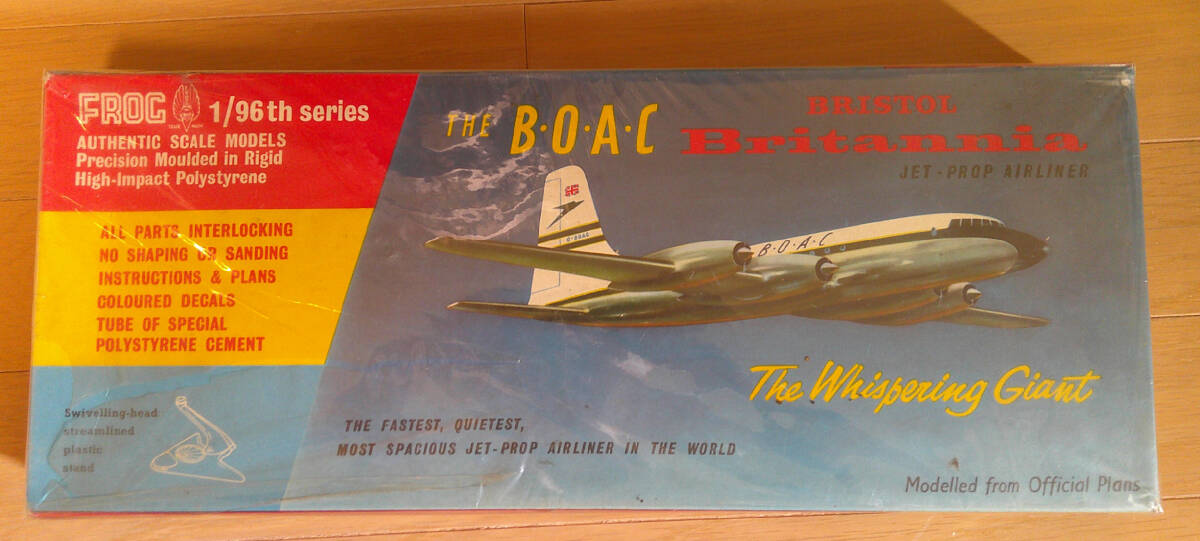 FROG 1/96th series
TRADE MARK
AUTHENTIC SCALE MODELS
Precision Moulded in Rigid
High-Impact Polystyrene
ALL PARTS INTERLOCKING
NO SHAPING OR SANDING
INSTRUCTIONS & PLANS
COLOURED DECALS
TUBE OF SPECIAL
POLYSTYRENE CEMENT
Swivelling-head
streamlined
plastic
stand
THE B·O·A·C
BRISTOL
Britannia
JET-PROP AIRLINER
B·O·A·C
The Whispering Giant
THE FASTEST, QUIETEST,
MOST SPACIOUS JET-PROP AIRLINER IN THE WORLD
Modelled from Official Plans